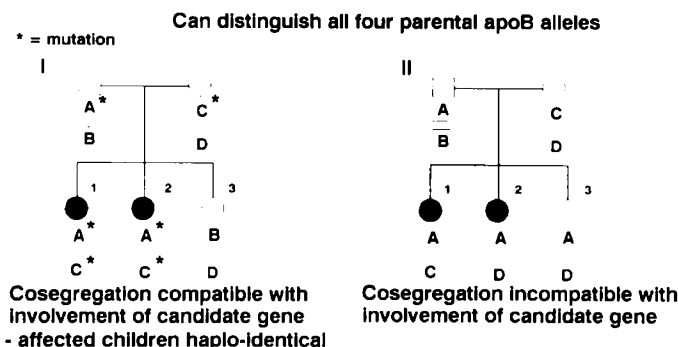 Can distinguish all four parental apoB alleles
* = mutation
I
II
A*
C*
B
D
A
C
B
D
1
2
3
A*
A*
B
C*
C*
D
1
2
3
A
A
A
C
D
D
Cosegregation compatible with
involvement of candidate gene
- affected children haplo-identical
Cosegregation incompatible with
involvement of candidate gene